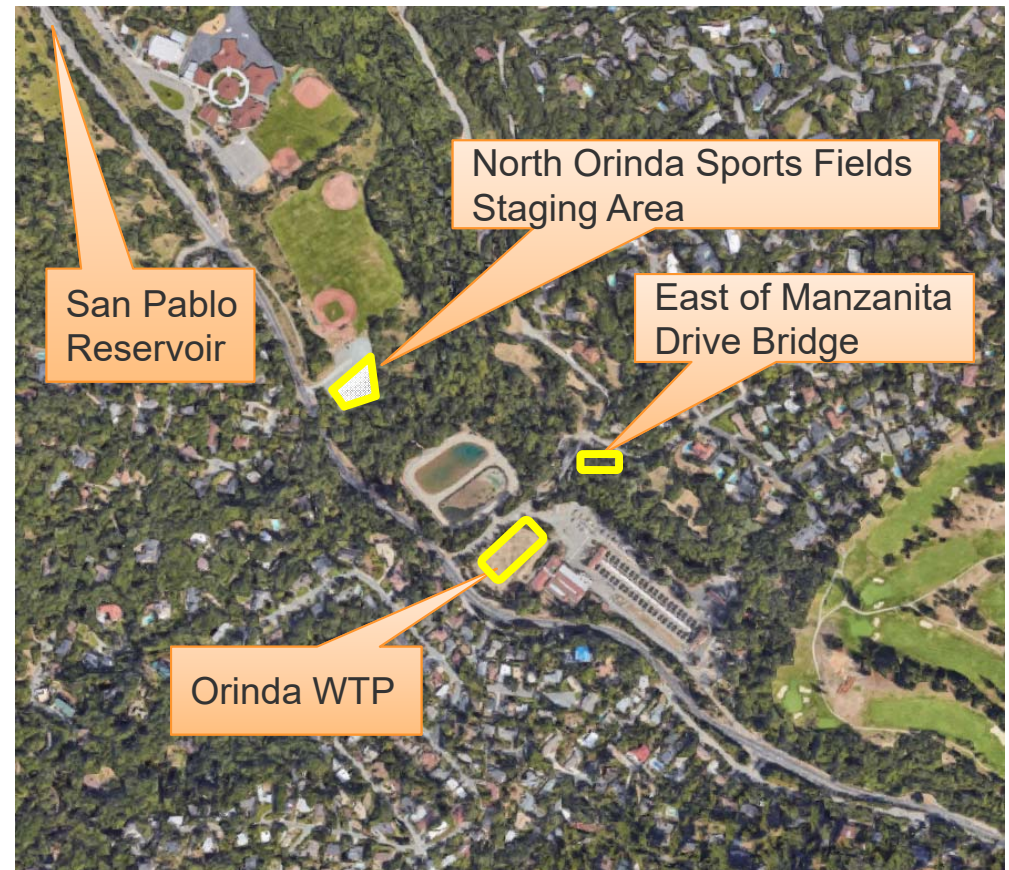 North Orinda Sports Fields
Staging Area
San Pablo
Reservoir
East of Manzanita
Drive Bridge
Orinda WTP